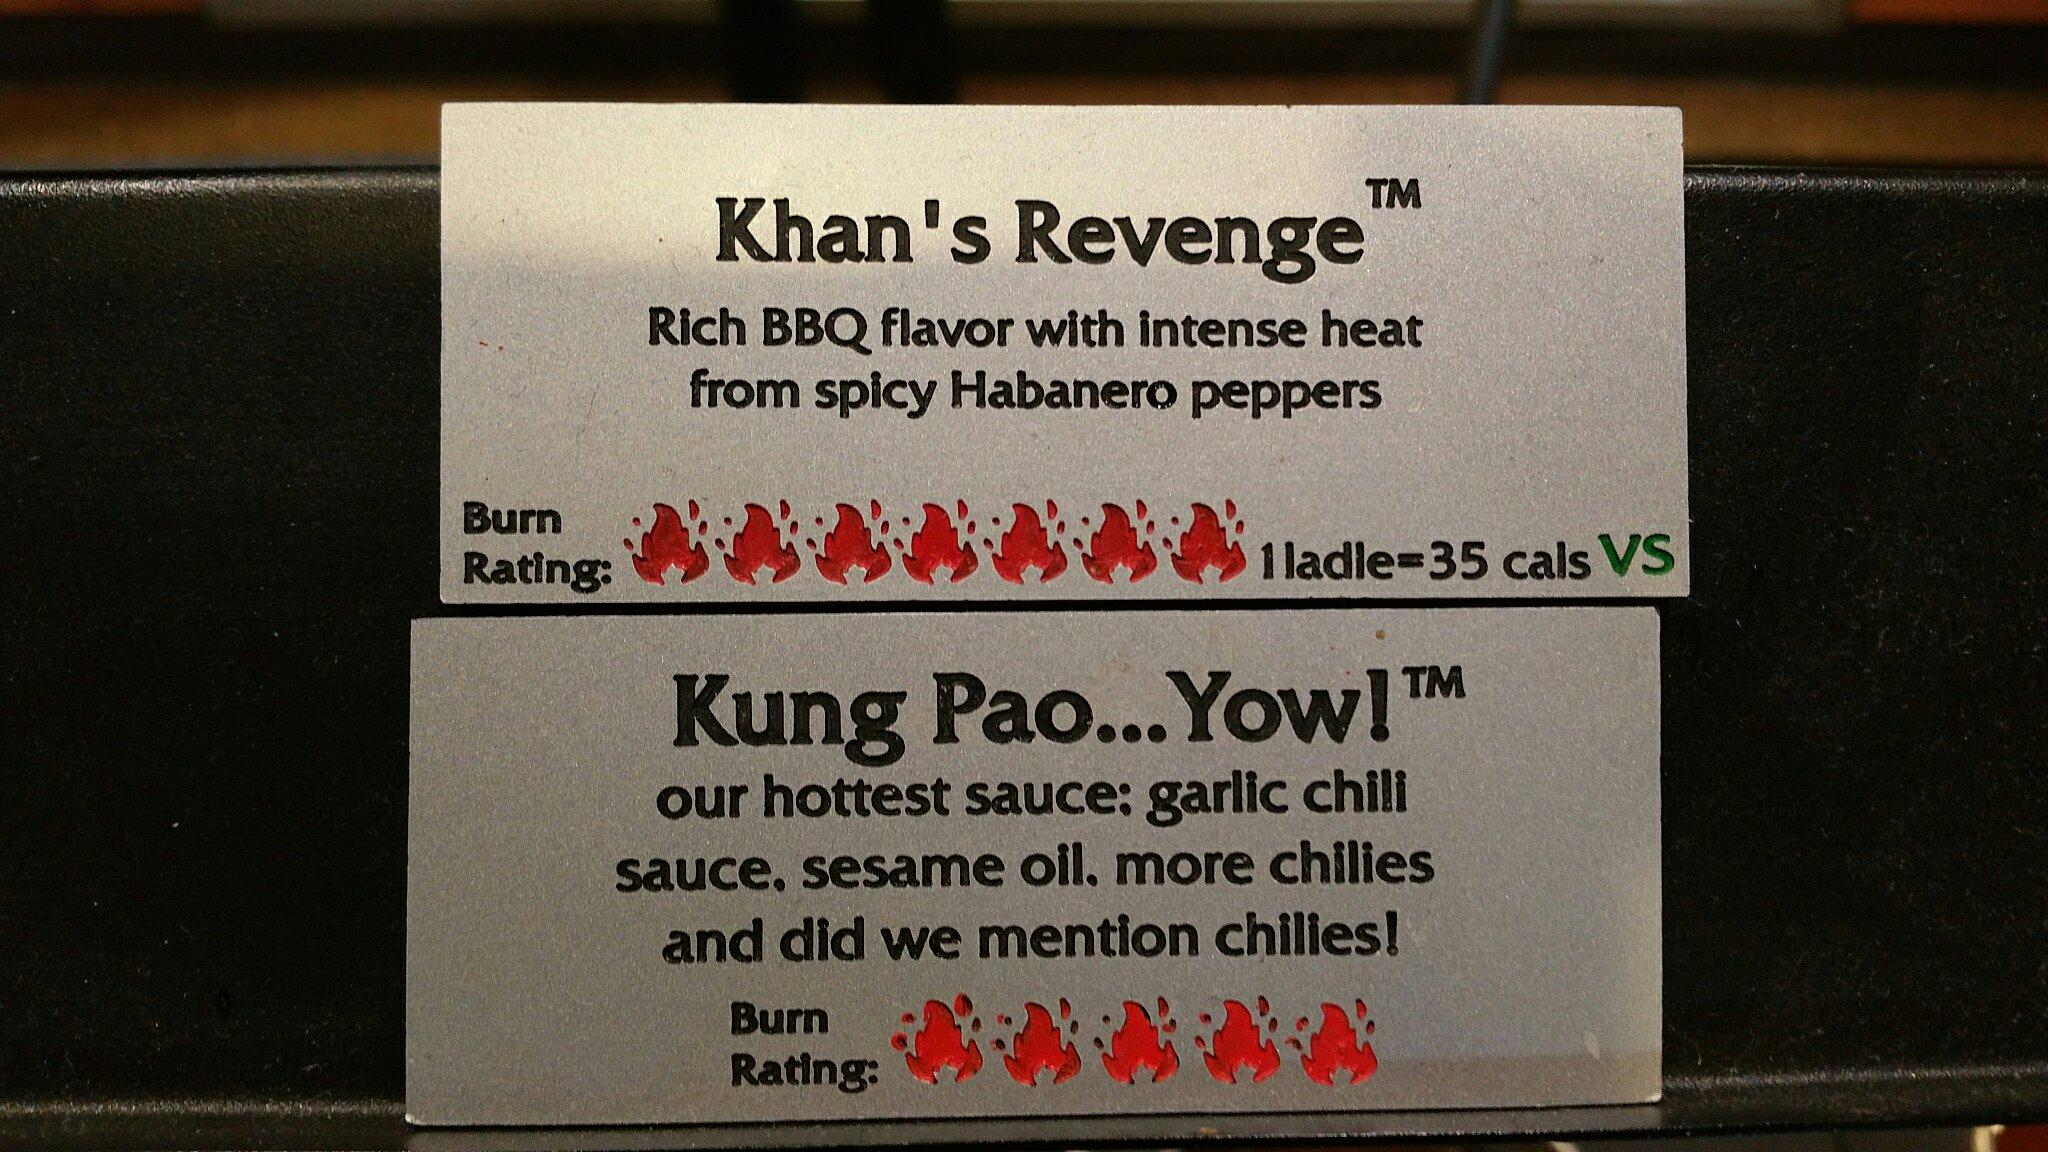 Khan's Revenge™
Rich BBQ flavor with intense heat
from spicy Habanero peppers
Burn
Rating:
1 ladle=35 cals VS
Kung Pao...Yow!™
our hottest sauce: garlic chili
sauce, sesame oil, more chilies
and did we mention chilies!
Burn
Rating: